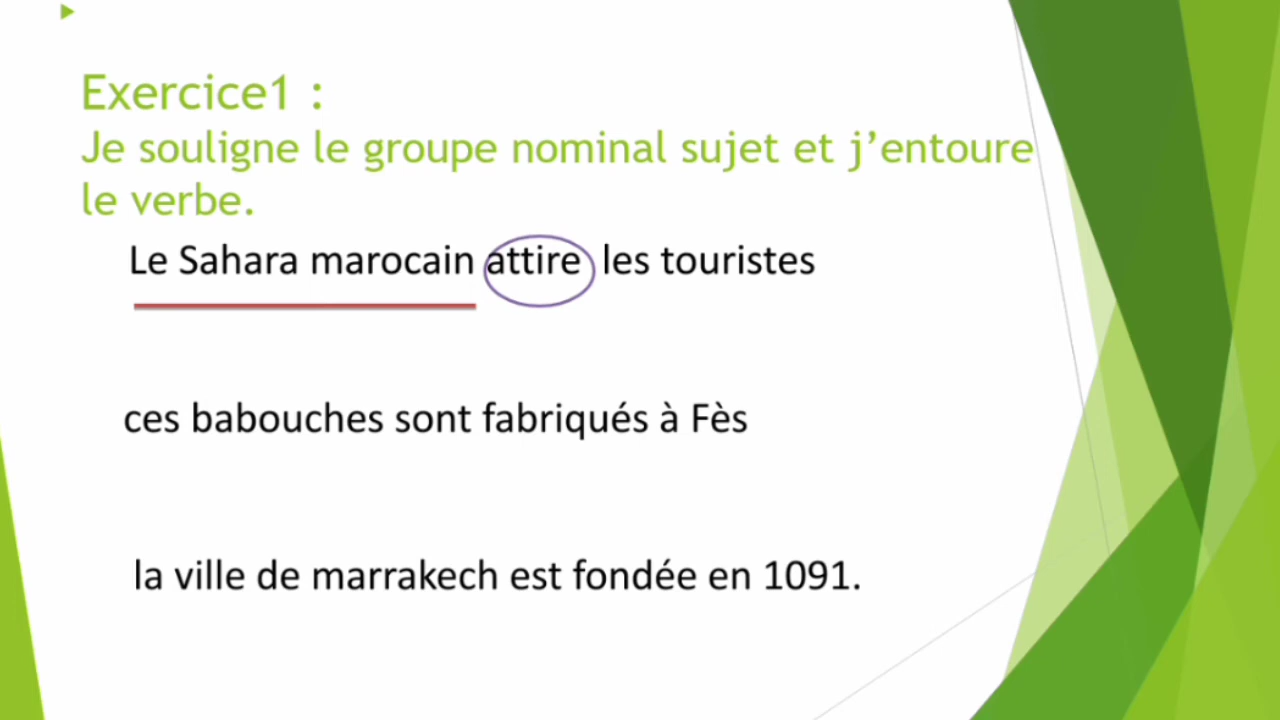 Exercice1 :
Je souligne le groupe nominal sujet et j’entoure
le verbe.
Le Sahara marocain attire les touristes
ces babouches sont fabriqués à Fès
la ville de marrakech est fondée en 1091.